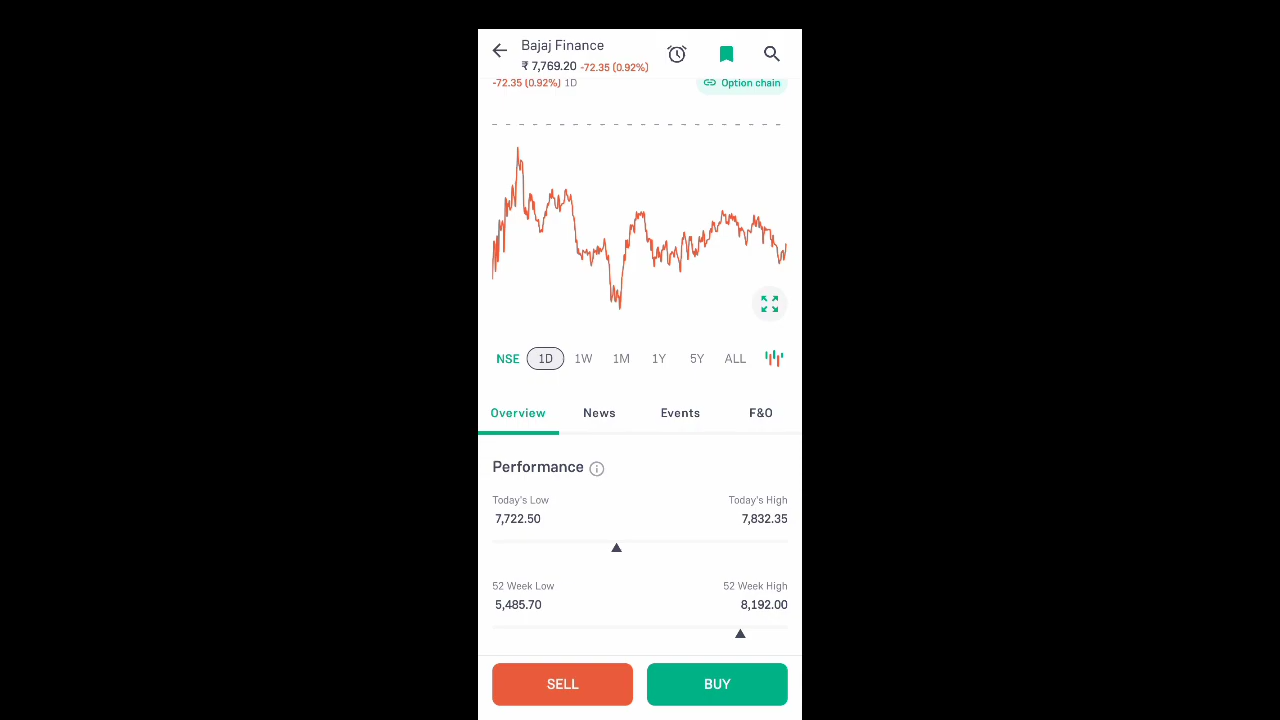 Bajaj Finance
₹ 7,769.20 -72.35 (0.92%)
-72.35 (0.92%) 1D
Option chain
NSE 1D 1W 1M 1Y 5Y ALL
Overview News Events F&O
Performance
Today's Low Today's High
7,722.50 7,832.35
52 Week Low 52 Week High
5,485.70 8,192.00
SELL BUY